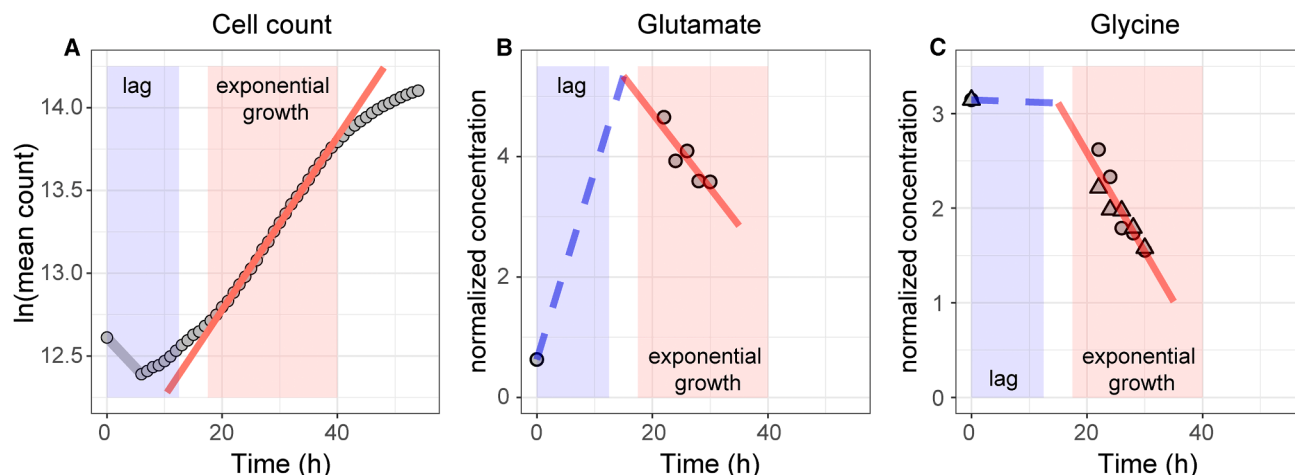 Cell count
A
lag
exponential
growth
14.0
13.5
13.0
12.5
ln(mean count)
0
20
40
Time (h)
Glutamate
B
lag
4
2
0
normalized concentration
exponential
growth
0
20
40
Time (h)
Glycine
C
3
2
1
0
normalized concentration
lag
exponential
growth
0
20
40
Time (h)